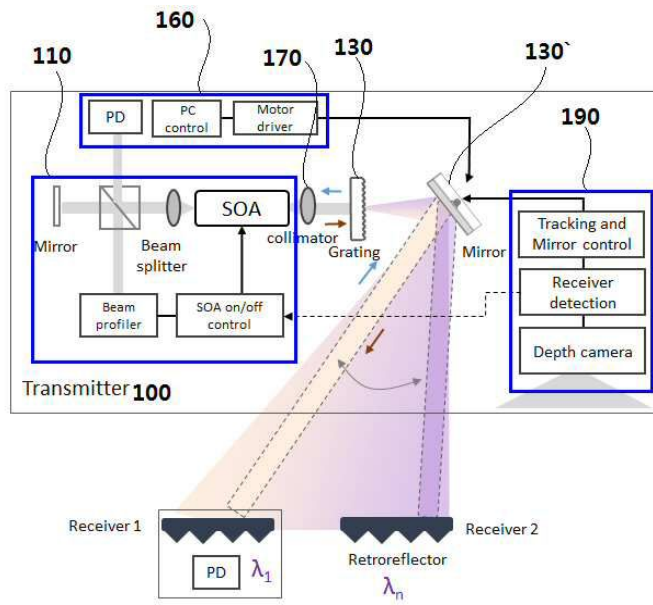 160
110
170
130
130`
190
PD
PC
control
Motor
driver
SOA
collimator
Mirror
Beam
splitter
Grating
Mirror
Tracking and
Mirror control
Receiver
detection
Depth camera
Beam
profiler
SOA on/off
control
Transmitter 100
Receiver 1
Receiver 2
PD
λ1
Retroreflector
λn